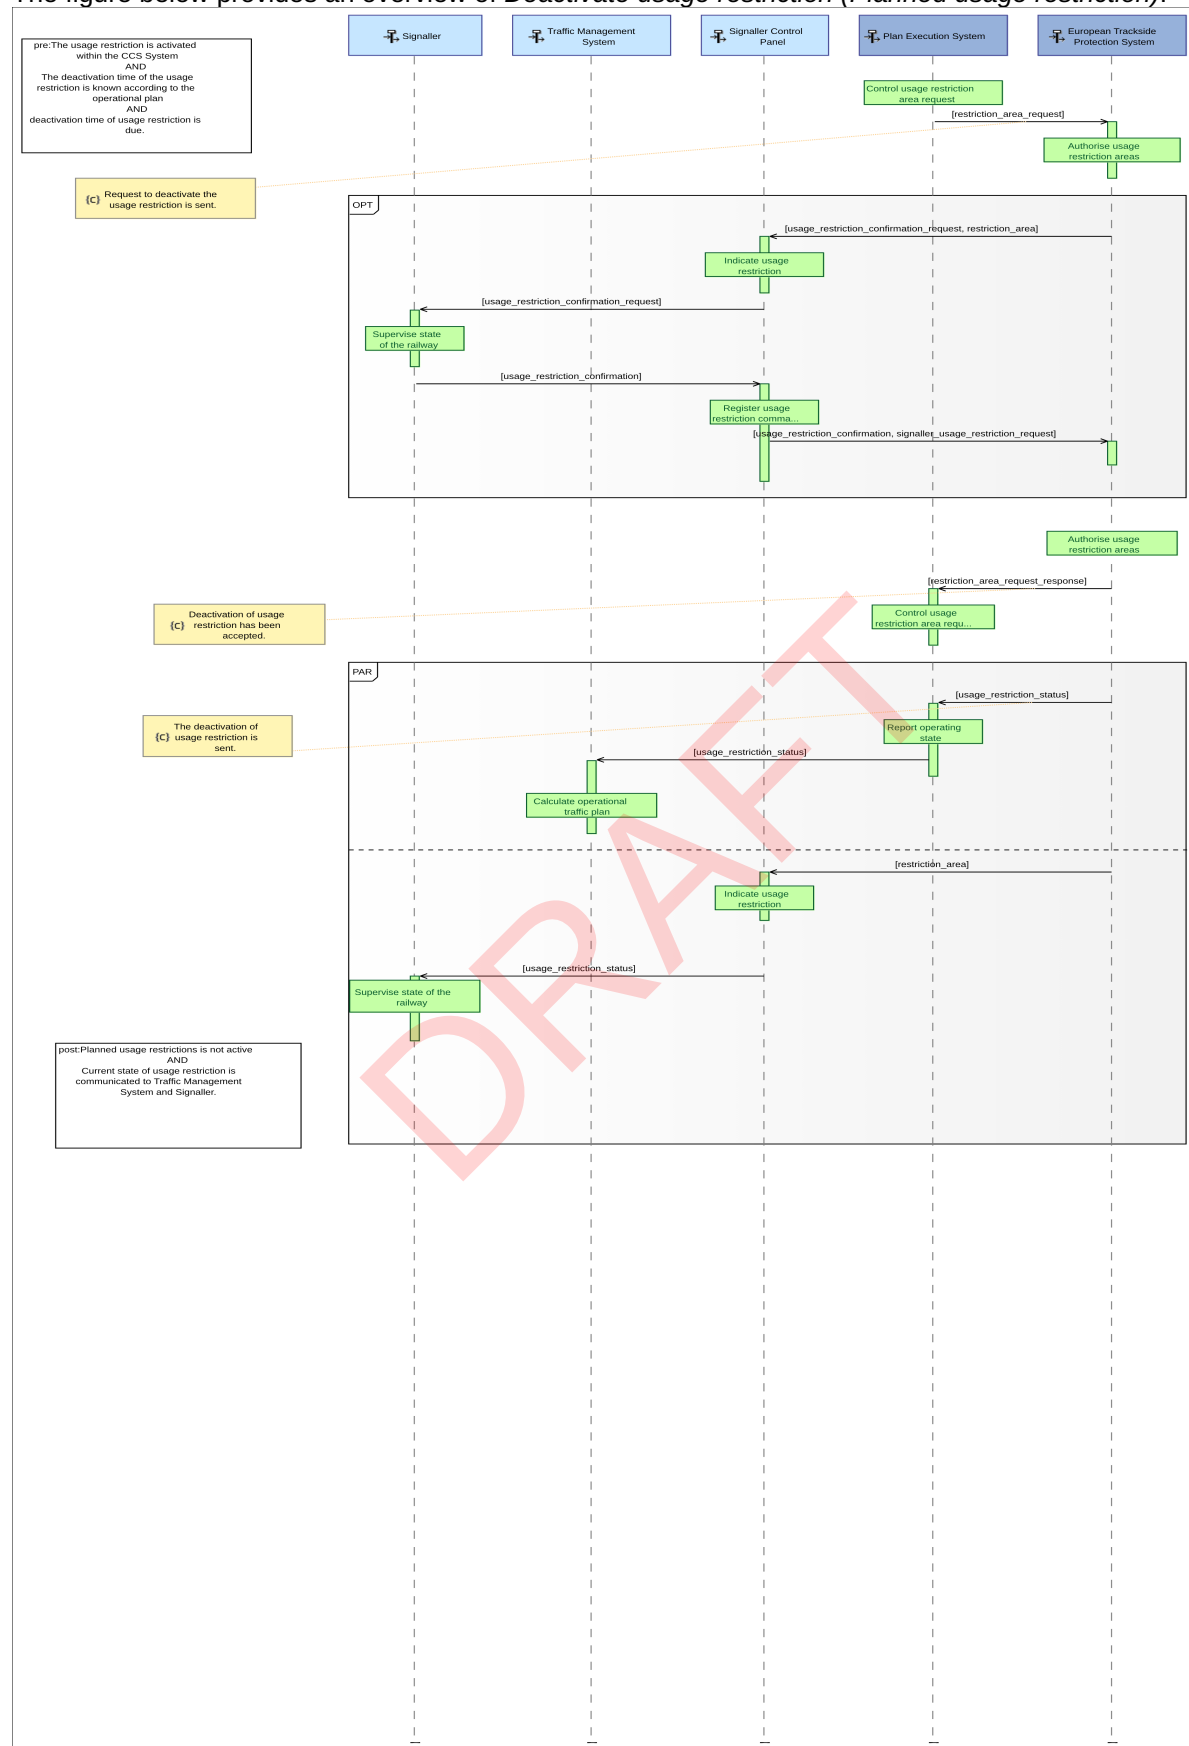 The figure below provides an overview of Deactivate usage restriction (Planned usage restriction).
Signaller
Traffic Management
System
Signaller Control
Panel
Plan Execution System
European Trackside
Protection System
pre:The usage restriction is activated
within the CCS System
AND
The deactivation time of the usage
restriction is known according to the
operational plan
AND
deactivation time of usage restriction is
due.
Control usage restriction
area request
[restriction_area_request]
Authorise usage
restriction areas
{C} Request to deactivate the
usage restriction is sent.
OPT
[usage_restriction_confirmation_request, restriction_area]
Indicate usage
restriction
[usage_restriction_confirmation_request]
Supervise state
of the railway
[usage_restriction_confirmation]
Register usage
restriction comma...
[usage_restriction_confirmation, signaller_usage_restriction_request]
Authorise usage
restriction areas
[restriction_area_request_response]
{C} Deactivation of usage
restriction has been
accepted.
Control usage
restriction area requ...
PAR
[usage_restriction_status]
{C} The deactivation of
usage restriction is
sent.
Report operating
state
[usage_restriction_status]
Calculate operational
traffic plan
[restriction_area]
Indicate usage
restriction
[usage_restriction_status]
Supervise state of the
railway
post:Planned usage restrictions is not active
AND
Current state of usage restriction is
communicated to Traffic Management
System and Signaller.
DRAFT